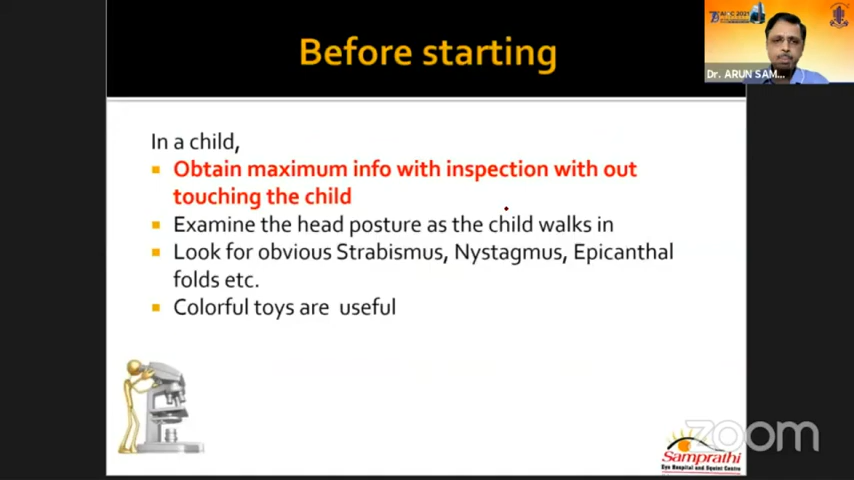 Before starting
In a child,
Obtain maximum info with inspection with out
touching the child
Examine the head posture as the child walks in
Look for obvious Strabismus, Nystagmus, Epicanthal
folds etc.
Colorful toys are useful
Dr. ARUN SAM...
zoom
Samprathi
Eye Hospital and Squint Centre